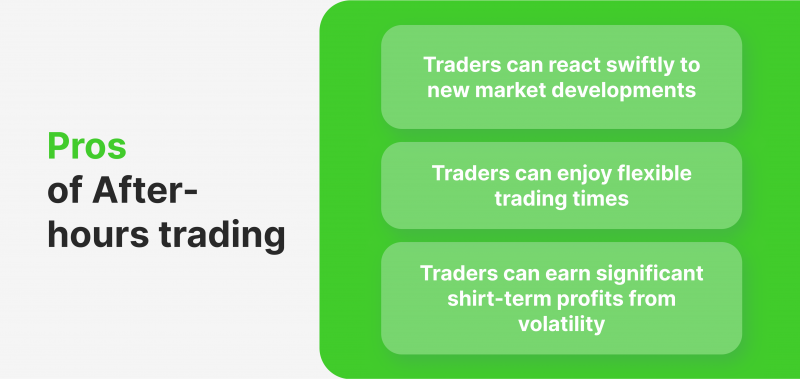 Pros
of After-
hours trading
Traders can react swiftly to
new market developments
Traders can enjoy flexible
trading times
Traders can earn significant
shirt-term profits from
volatility